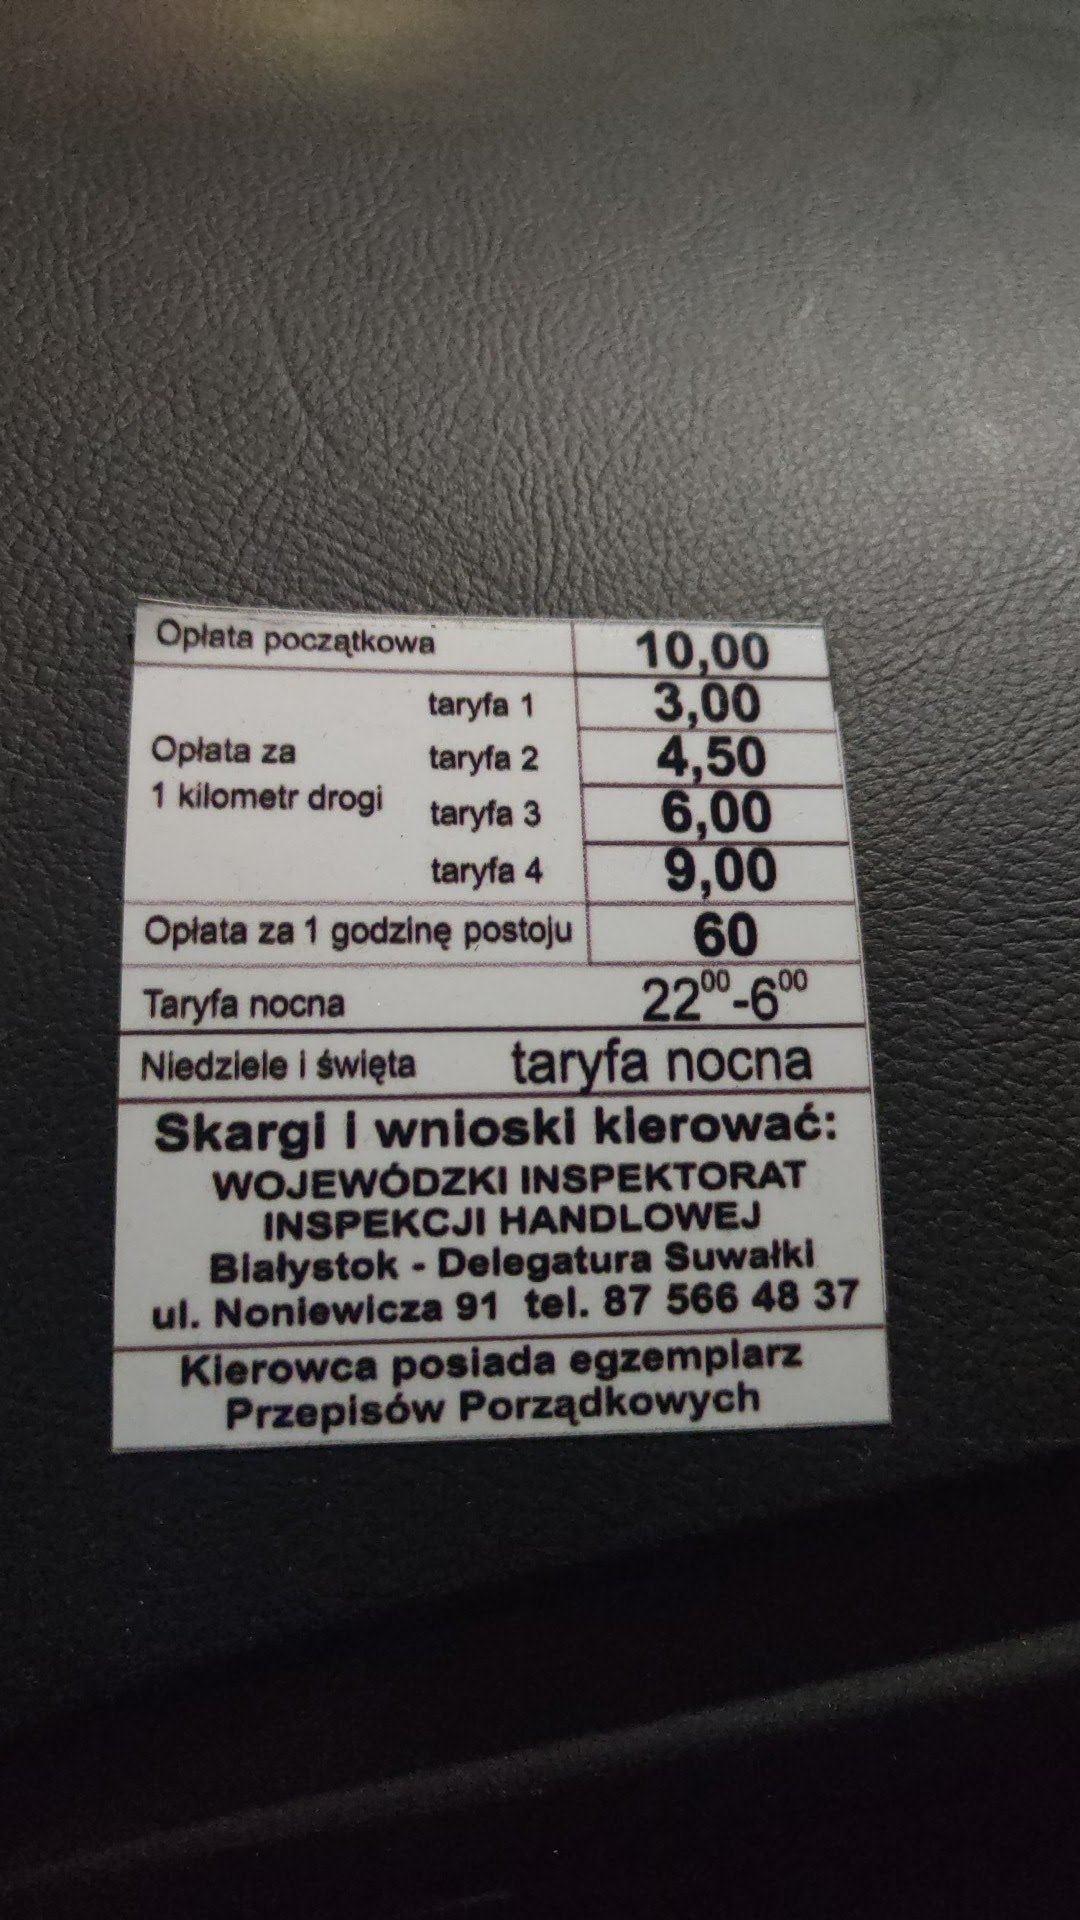 Opłata początkowa 10,00
taryfa 1 3,00
Opłata za taryfa 2 4,50
1 kilometr drogi taryfa 3 6,00
taryfa 4 9,00
Opłata za 1 godzinę postoju 60
Taryfa nocna 22⁰⁰-6⁰⁰
Niedziele i święta taryfa nocna
Skargi i wnioski kierować:
WOJEWÓDZKI INSPEKTORAT
INSPEKCJI HANDLOWEJ
Białystok - Delegatura Suwałki
ul. Noniewicza 91 tel. 87 566 48 37
Kierowca posiada egzemplarz
Przepisów Porządkowych